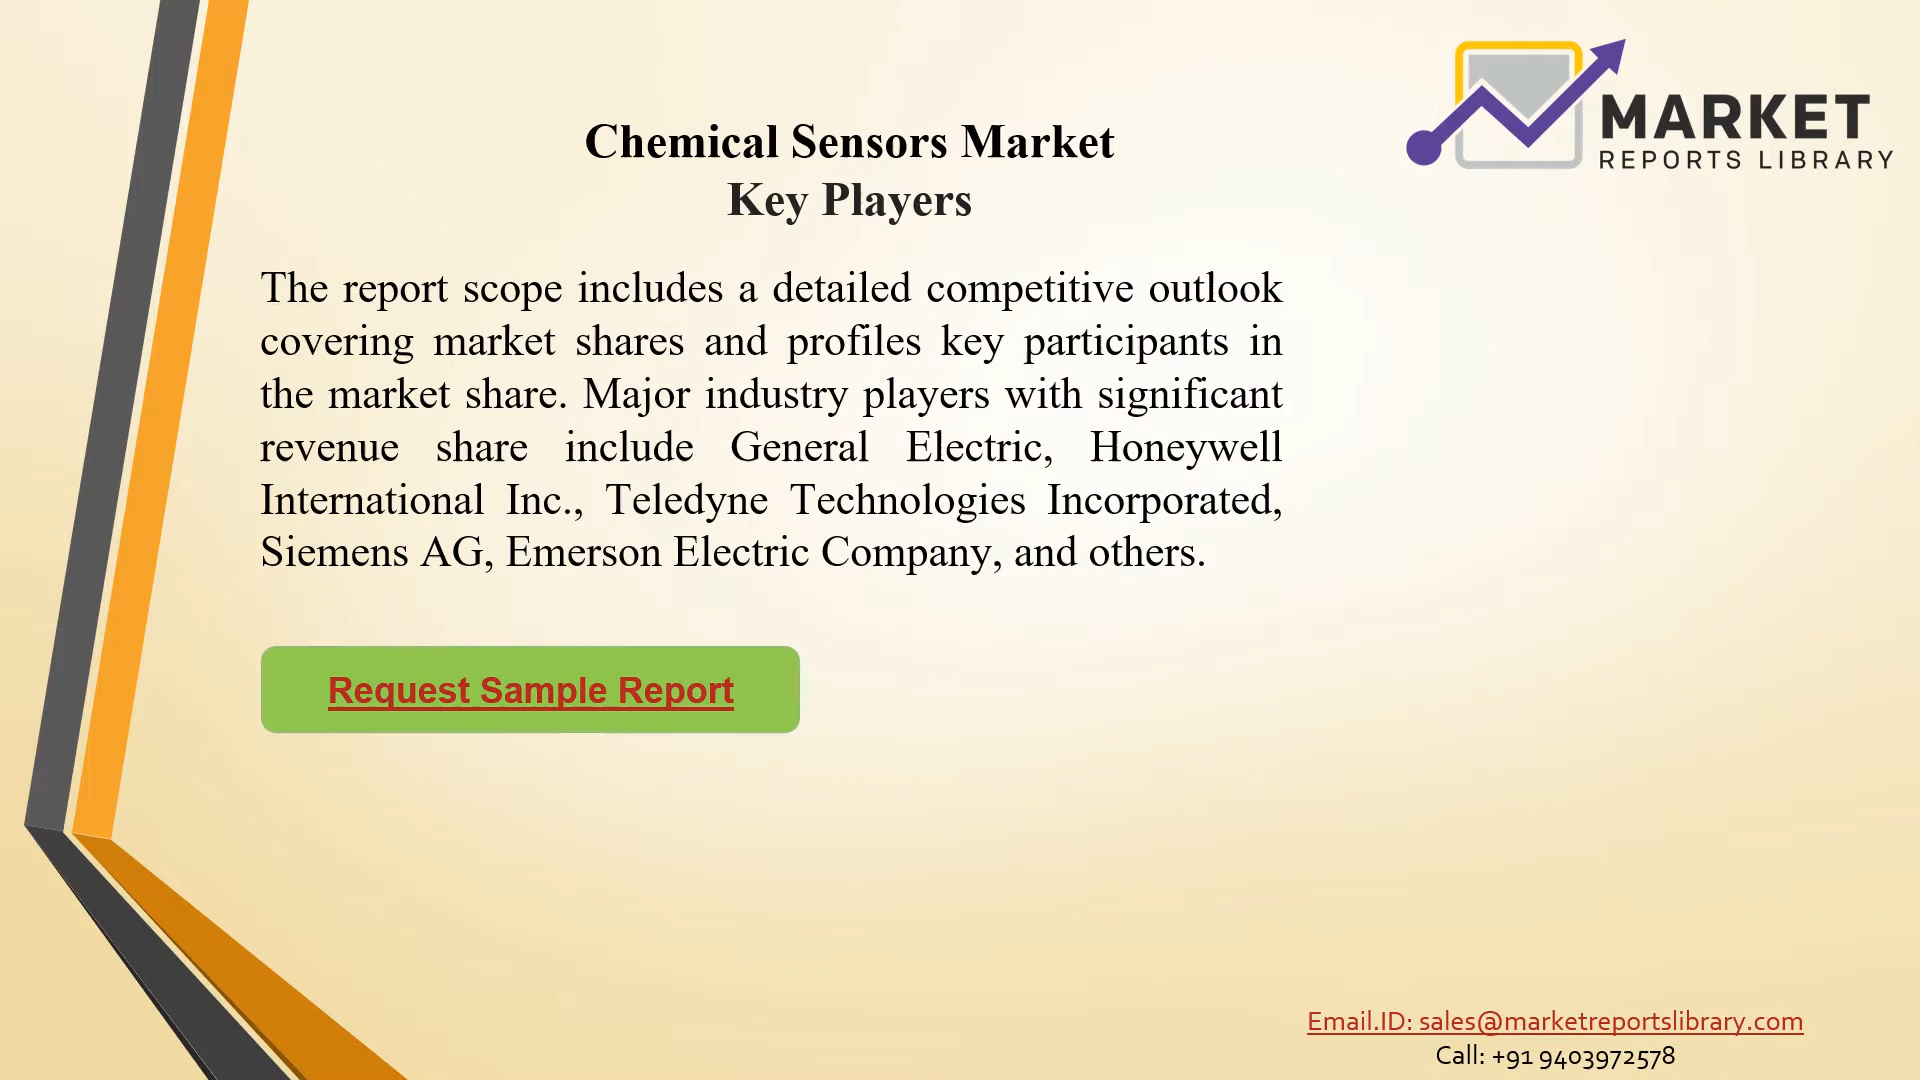 MARKET
REPORTS LIBRARY
Chemical Sensors Market
Key Players
The report scope includes a detailed competitive outlook
covering market shares and profiles key participants in
the market share. Major industry players with significant
revenue share include General Electric, Honeywell
International Inc., Teledyne Technologies Incorporated,
Siemens AG, Emerson Electric Company, and others.
Request Sample Report
Email.ID: sales@marketreportslibrary.com
Call: +91 9403972578